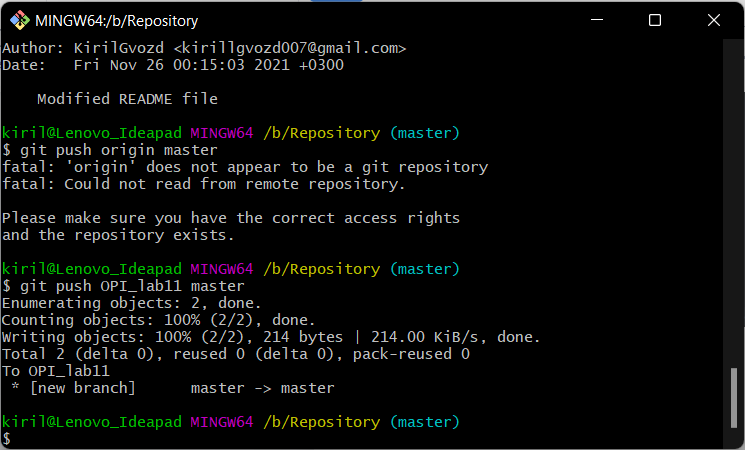 MINGW64:/b/Repository
Author: KirilGvozd <kirillgvozd007@gmail.com>
Date:   Fri Nov 26 00:15:03 2021 +0300
    Modified README file
kiril@Lenovo_Ideapad MINGW64 /b/Repository (master)
$ git push origin master
fatal: 'origin' does not appear to be a git repository
fatal: Could not read from remote repository.
Please make sure you have the correct access rights
and the repository exists.
kiril@Lenovo_Ideapad MINGW64 /b/Repository (master)
$ git push OPI_lab11 master
Enumerating objects: 2, done.
Counting objects: 100% (2/2), done.
Writing objects: 100% (2/2), 214 bytes | 214.00 KiB/s, done.
Total 2 (delta 0), reused 0 (delta 0), pack-reused 0
To OPI_lab11
 * [new branch]      master -> master
kiril@Lenovo_Ideapad MINGW64 /b/Repository (master)
$